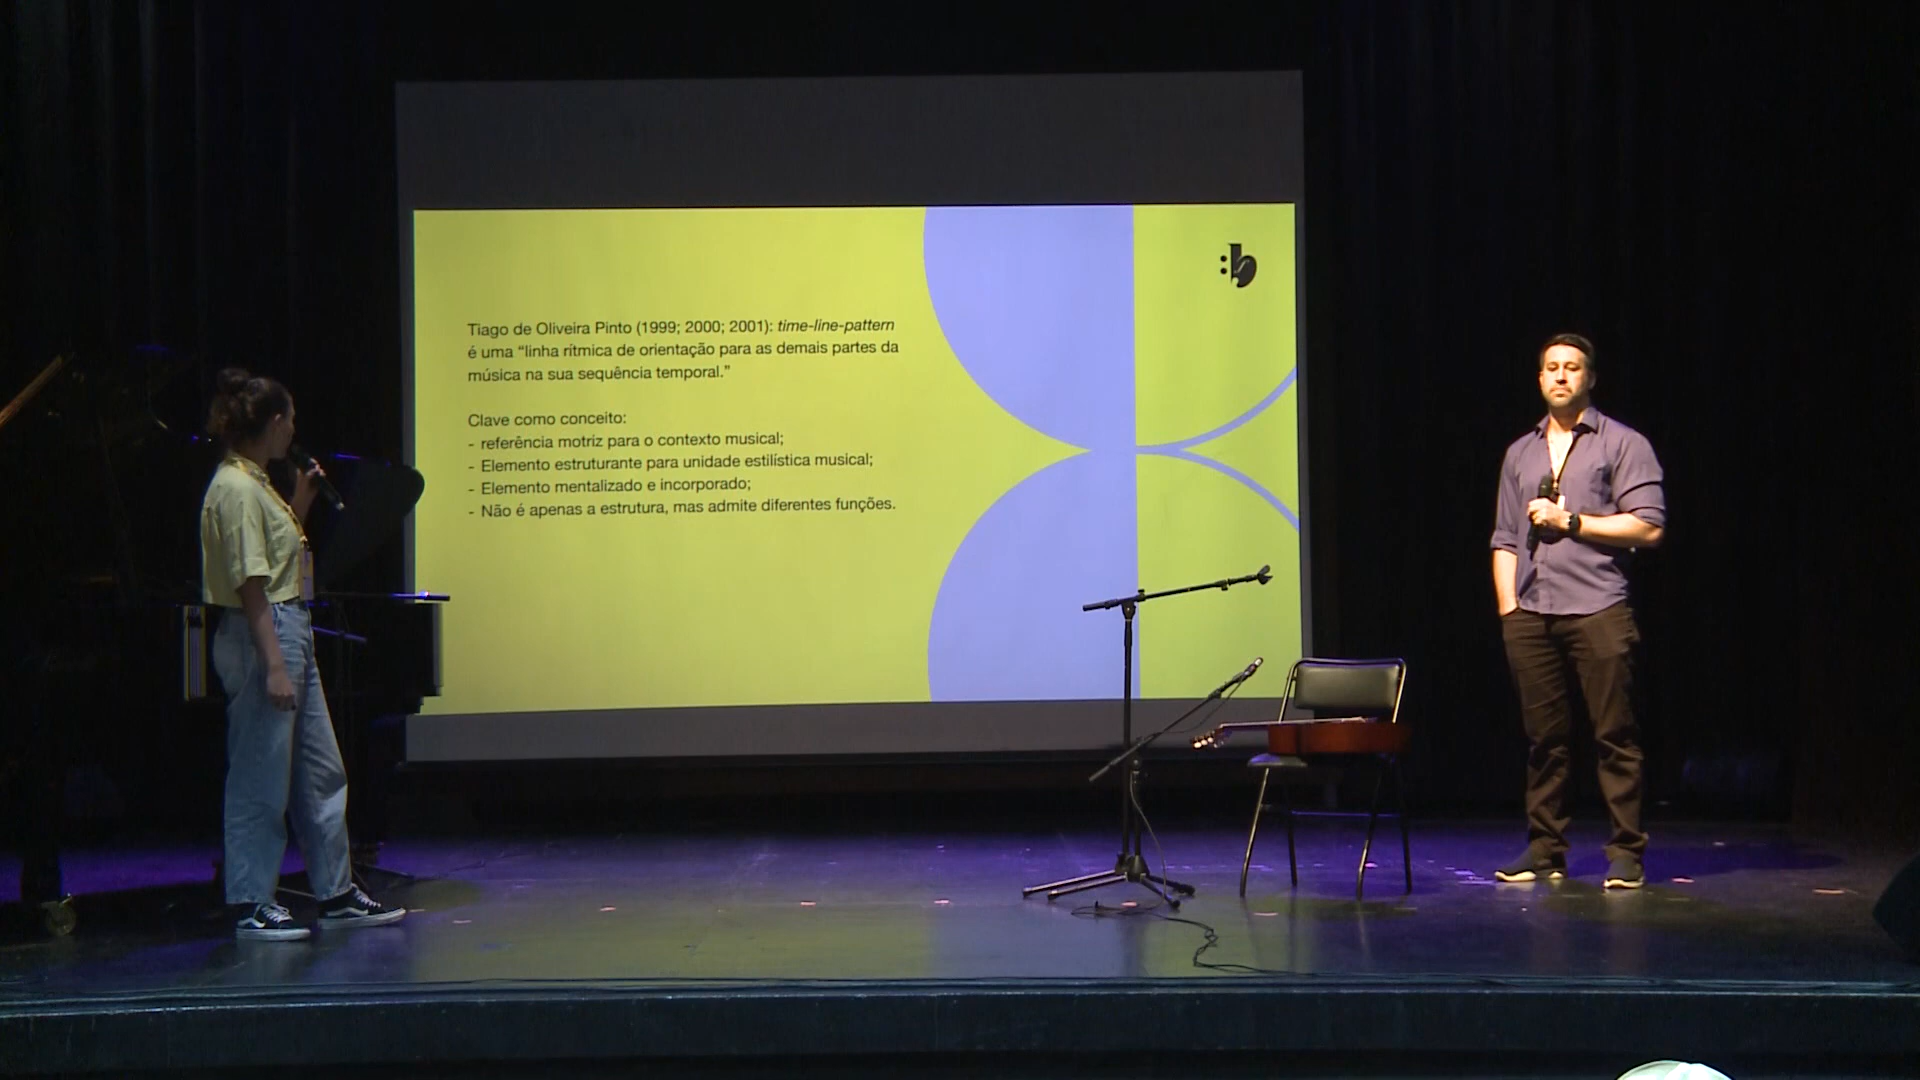 Tiago de Oliveira Pinto (1999; 2000; 2001): time-line-pattern
é uma “linha rítmica de orientação para as demais partes da
música na sua sequência temporal.”
Clave como conceito:
- referência motriz para o contexto musical;
- Elemento estruturante para unidade estilística musical;
- Elemento mentalizado e incorporado;
- Não é apenas a estrutura, mas admite diferentes funções.